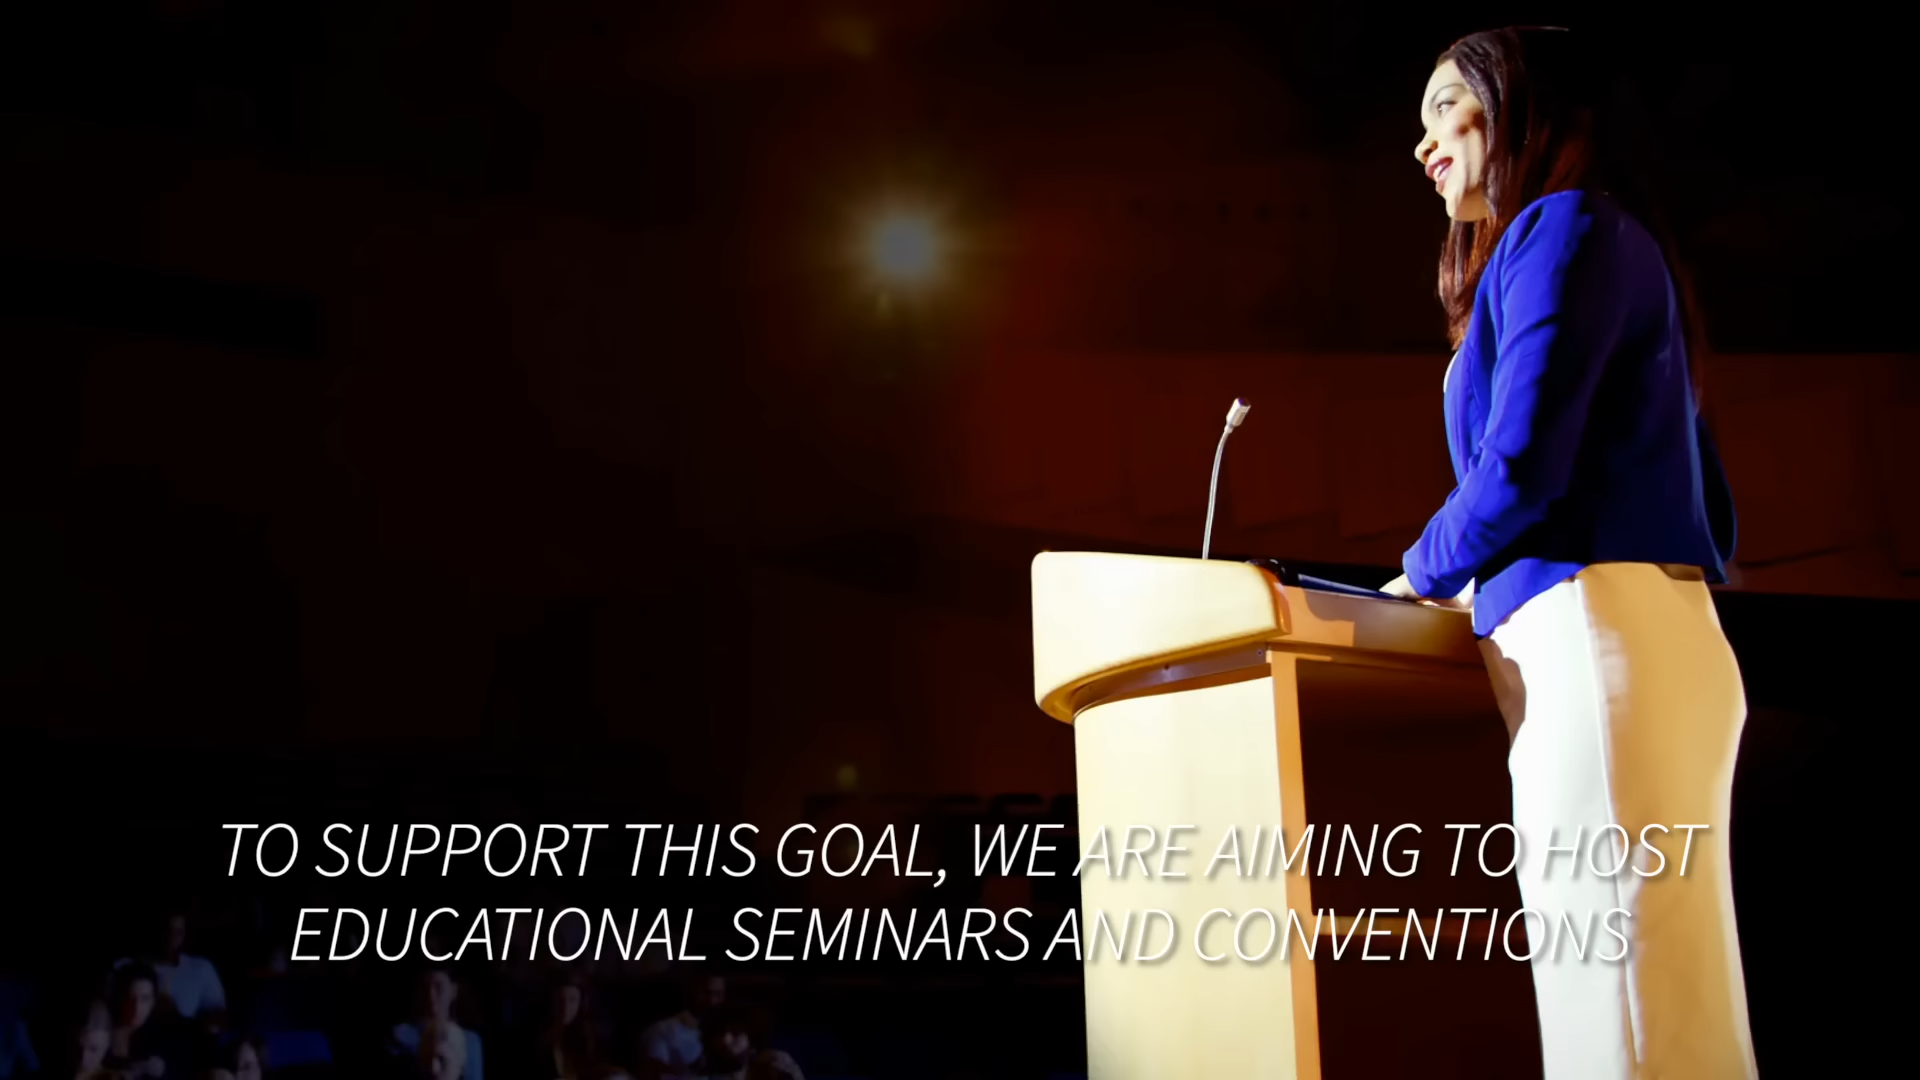 TO SUPPORT THIS GOAL, WE ARE AIMING TO HOST
EDUCATIONAL SEMINARS AND CONVENTIONS